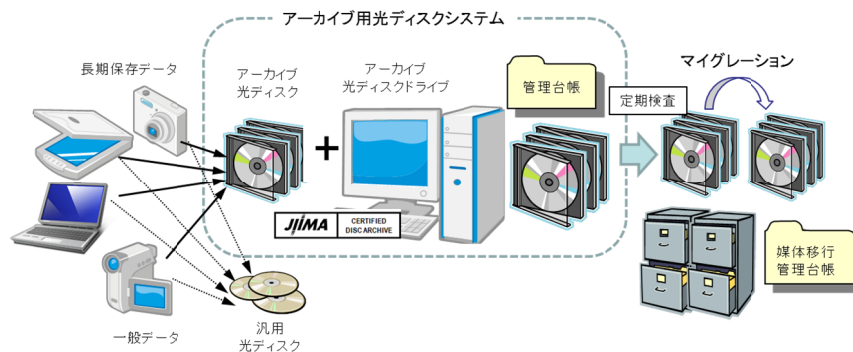 アーカイブ用光ディスクシステム
長期保存データ
アーカイブ
光ディスク
アーカイブ
光ディスクドライブ
管理台帳
定期検査
マイグレーション
+
JIIMA
CERTIFIED
DISC ARCHIVE
媒体移行
管理台帳
一般データ
汎用
光ディスク